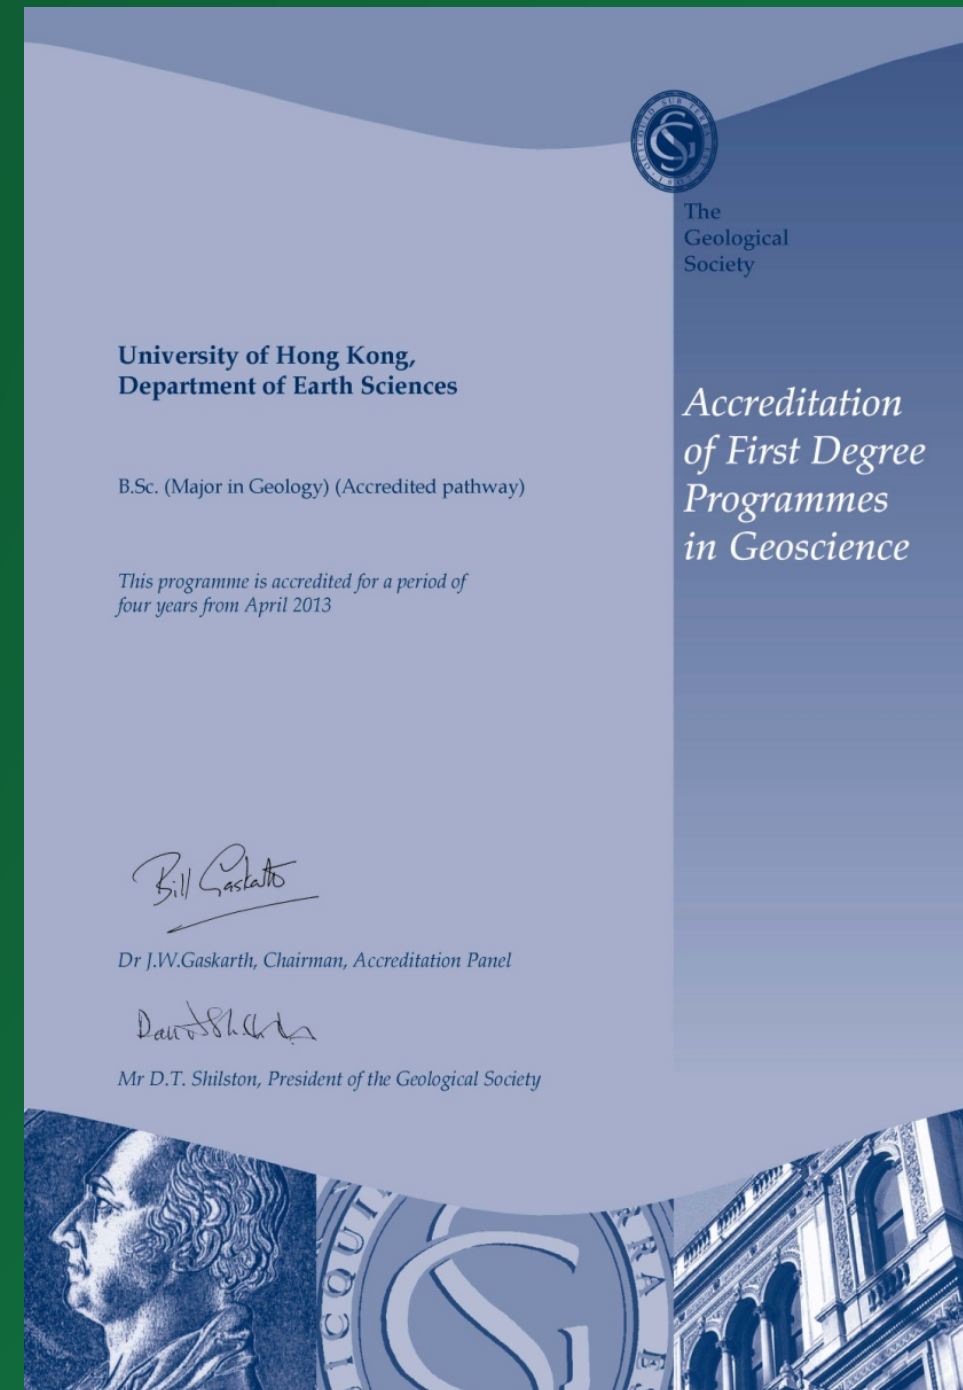 The
Geological
Society
University of Hong Kong,
Department of Earth Sciences
B.Sc. (Major in Geology) (Accredited pathway)
This programme is accredited for a period of
four years from April 2013
Accreditation
of First Degree
Programmes
in Geoscience
Bill Gaskarth
Dr J.W.Gaskarth, Chairman, Accreditation Panel
Mr D.T. Shilston, President of the Geological Society